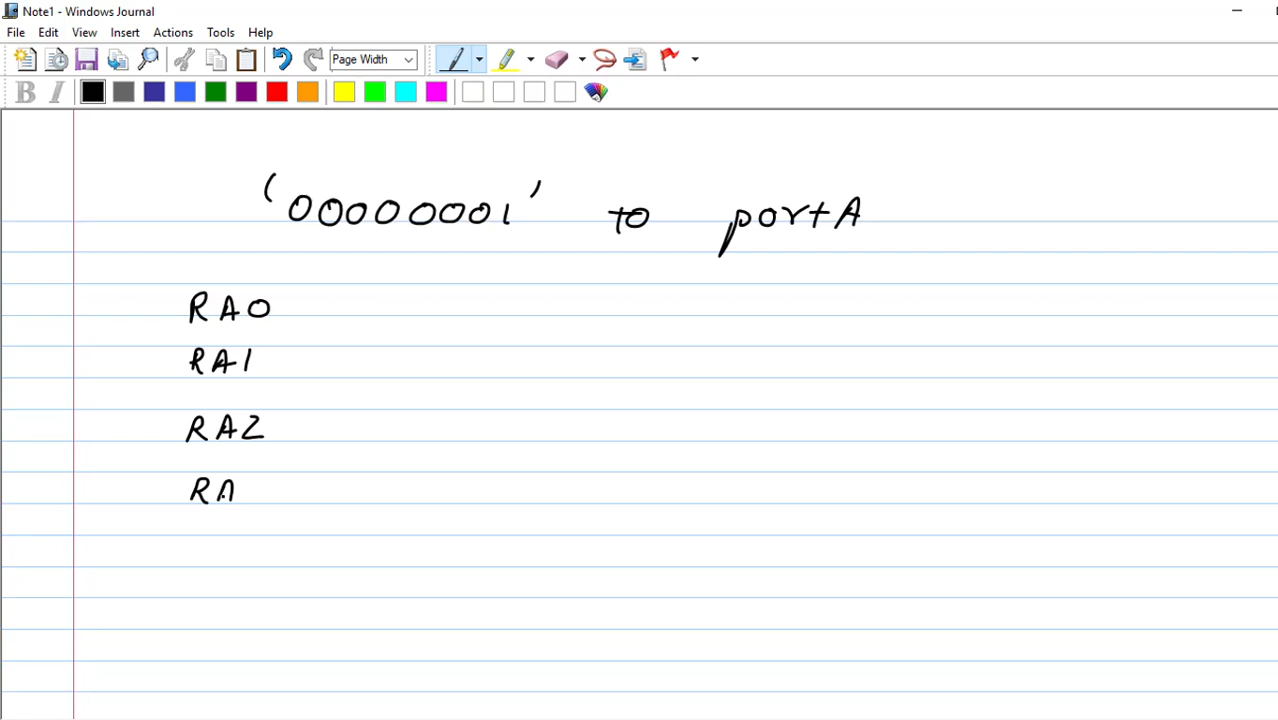 Note1 - Windows Journal
File Edit View Insert Actions Tools Help
Page Width
B I
'00000001' to portA
RA0
RA1
RA2
RA